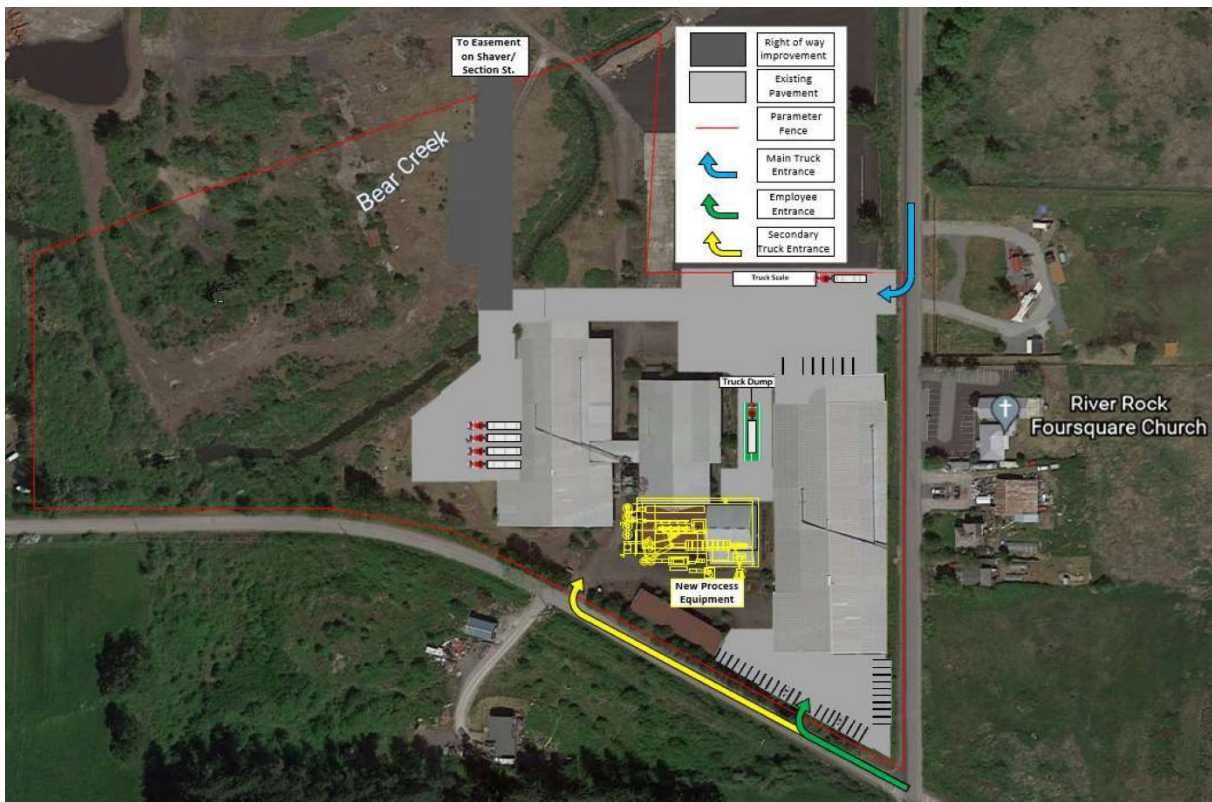 To Easement
on Shaver/
Section St.
Right of way
improvement
Existing
Pavement
Parameter
Fence
Main Truck
Entrance
Employee
Entrance
Secondary
Truck Entrance
Bear Creek
Truck Scale
Truck Dump
River Rock
Foursquare Church
New Process
Equipment